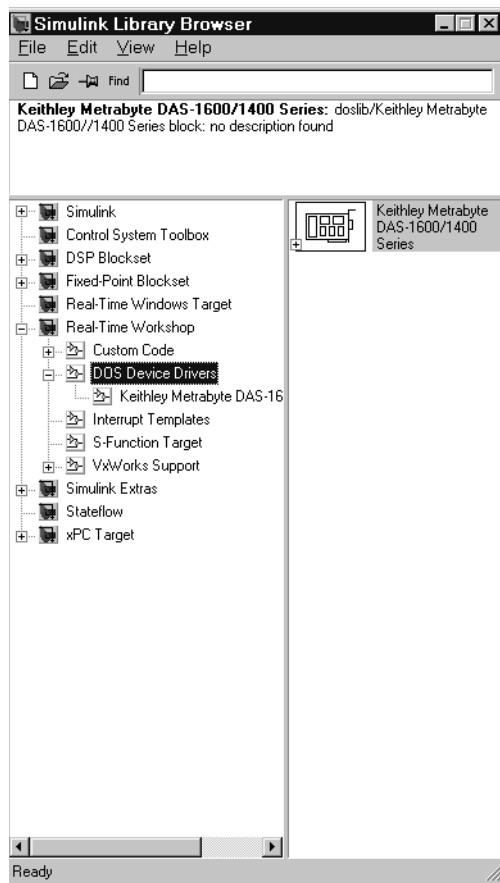 Simulink Library Browser
File Edit View Help
Find
Keithley Metrabyte DAS-1600/1400 Series: doslib/Keithley Metrabyte
DAS-1600//1400 Series block: no description found
Simulink
Control System Toolbox
DSP Blockset
Fixed-Point Blockset
Real-Time Windows Target
Real-Time Workshop
Custom Code
DOS Device Drivers
Keithley Metrabyte DAS-16
Interrupt Templates
S-Function Target
VxWorks Support
Simulink Extras
Stateflow
xPC Target
Keithley Metrabyte
DAS-1600/1400
Series
Ready